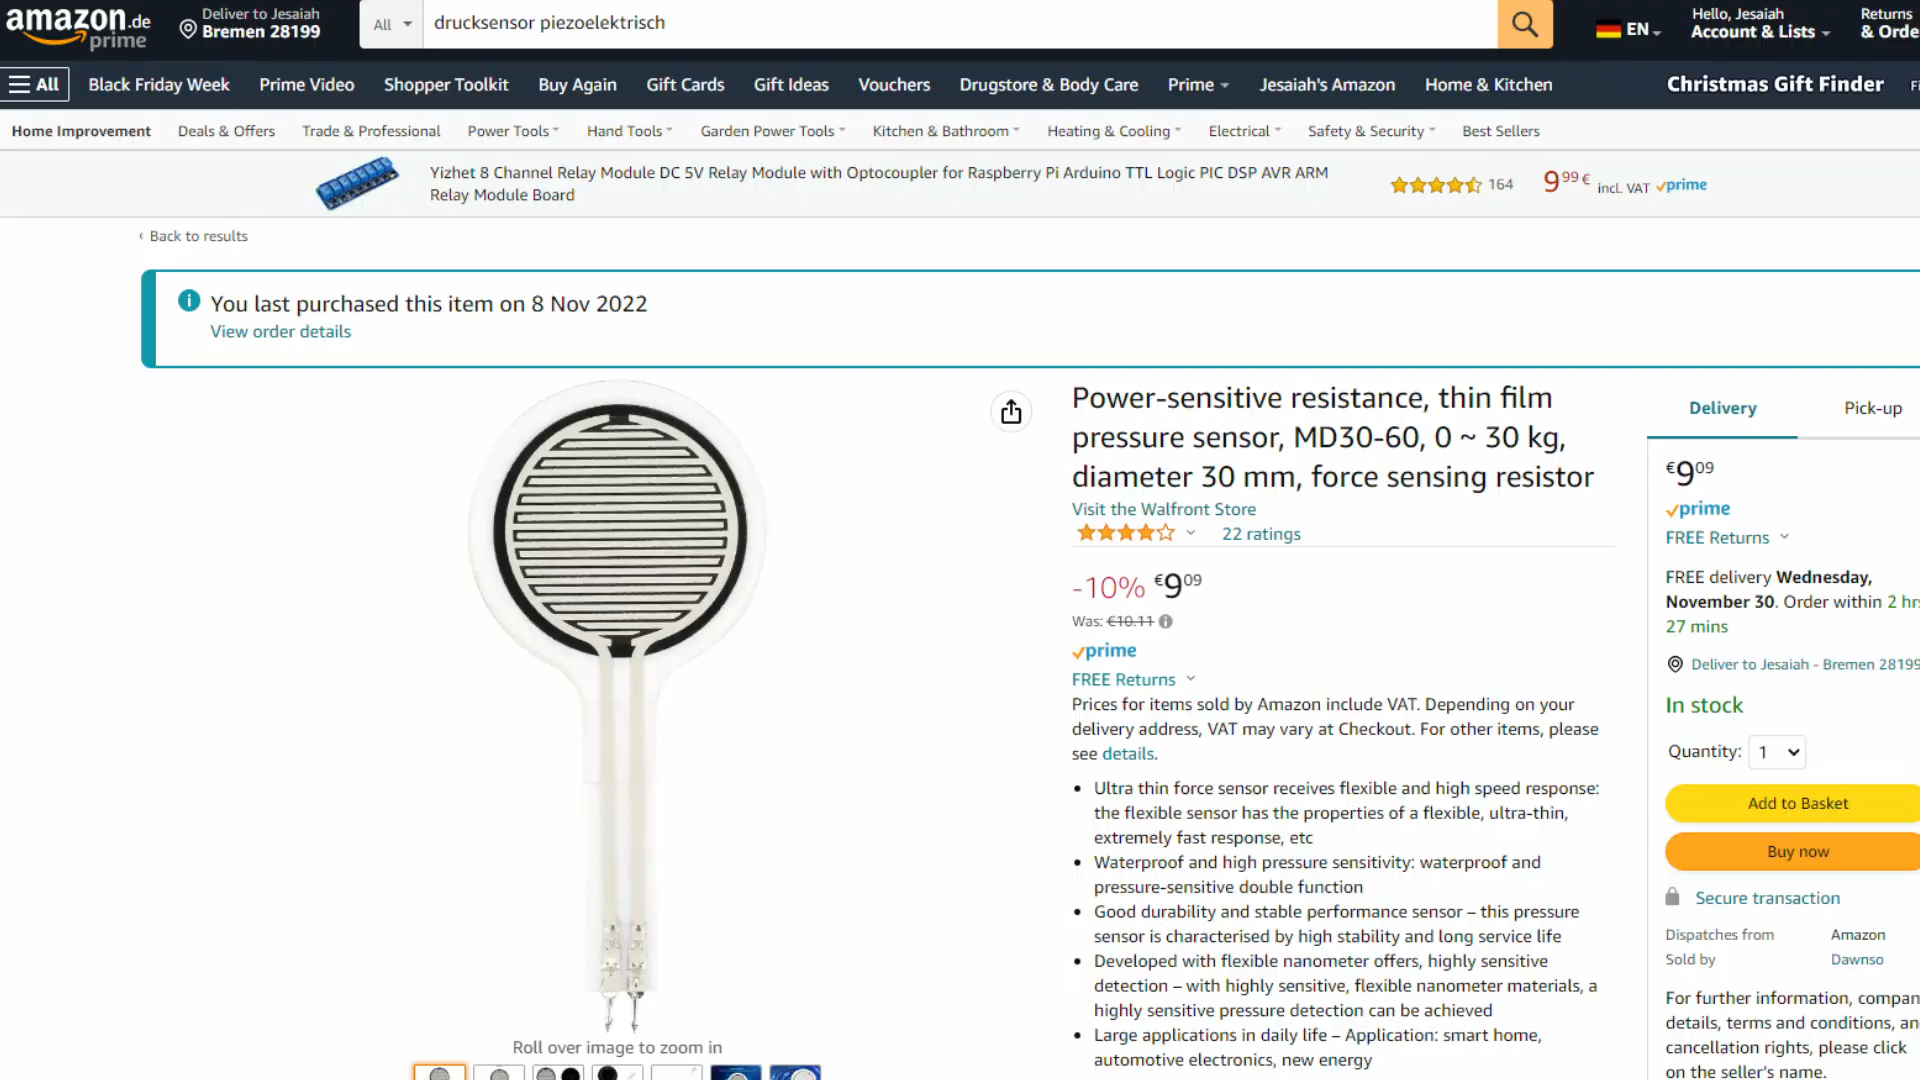 amazon.de
prime
Deliver to Jesaiah
Bremen 28199
All
drucksensor piezoelektrisch
EN
Hello, Jesaiah
Account & Lists
Returns
& Orde
All
Black Friday Week
Prime Video
Shopper Toolkit
Buy Again
Gift Cards
Gift Ideas
Vouchers
Drugstore & Body Care
Prime
Jesaiah's Amazon
Home & Kitchen
Christmas Gift Finder
Home Improvement
Deals & Offers
Trade & Professional
Power Tools
Hand Tools
Garden Power Tools
Kitchen & Bathroom
Heating & Cooling
Electrical
Safety & Security
Best Sellers
Yizhet 8 Channel Relay Module DC 5V Relay Module with Optocoupler for Raspberry Pi Arduino TTL Logic PIC DSP AVR ARM
Relay Module Board
164
9 99 € incl. VAT prime
‹ Back to results
You last purchased this item on 8 Nov 2022
View order details
Power-sensitive resistance, thin film
pressure sensor, MD30-60, 0 ~ 30 kg,
diameter 30 mm, force sensing resistor
Visit the Walfront Store
22 ratings
-10% €9 09
Was: €10.11
prime
FREE Returns
Prices for items sold by Amazon include VAT. Depending on your
delivery address, VAT may vary at Checkout. For other items, please
see details.
• Ultra thin force sensor receives flexible and high speed response:
the flexible sensor has the properties of a flexible, ultra-thin,
extremely fast response, etc
• Waterproof and high pressure sensitivity: waterproof and
pressure-sensitive double function
• Good durability and stable performance sensor – this pressure
sensor is characterised by high stability and long service life
• Developed with flexible nanometer offers, highly sensitive
detection – with highly sensitive, flexible nanometer materials, a
highly sensitive pressure detection can be achieved
• Large applications in daily life – Application: smart home,
automotive electronics, new energy
Roll over image to zoom in
Delivery
Pick-up
€9 09
prime
FREE Returns
FREE delivery Wednesday,
November 30. Order within 2 hrs
27 mins
Deliver to Jesaiah - Bremen 28199
In stock
Quantity: 1
Add to Basket
Buy now
Secure transaction
Dispatches from Amazon
Sold by Dawnso
For further information, compan
details, terms and conditions, an
cancellation rights, please click
on the seller's name.